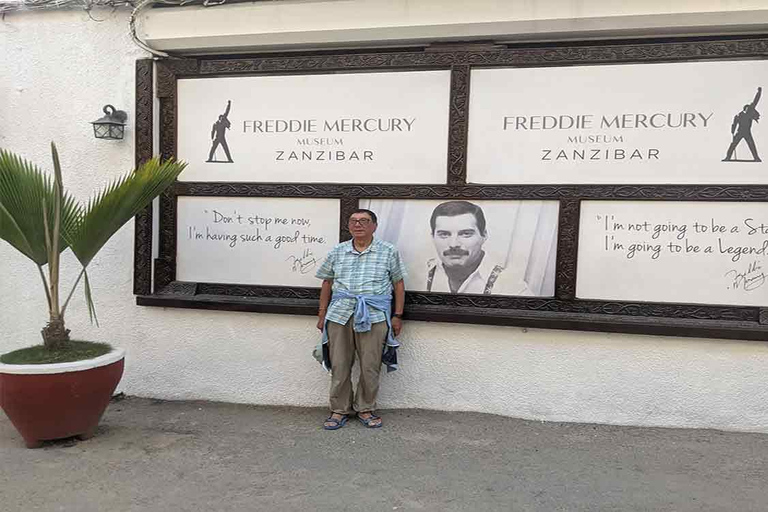 FREDDIE MERCURY
MUSEUM
ZANZIBAR
FREDDIE MERCURY
MUSEUM
ZANZIBAR
"Don't stop me now,
I'm having such a good time
"I'm not going to be a Sta
I'm going to be a Legend